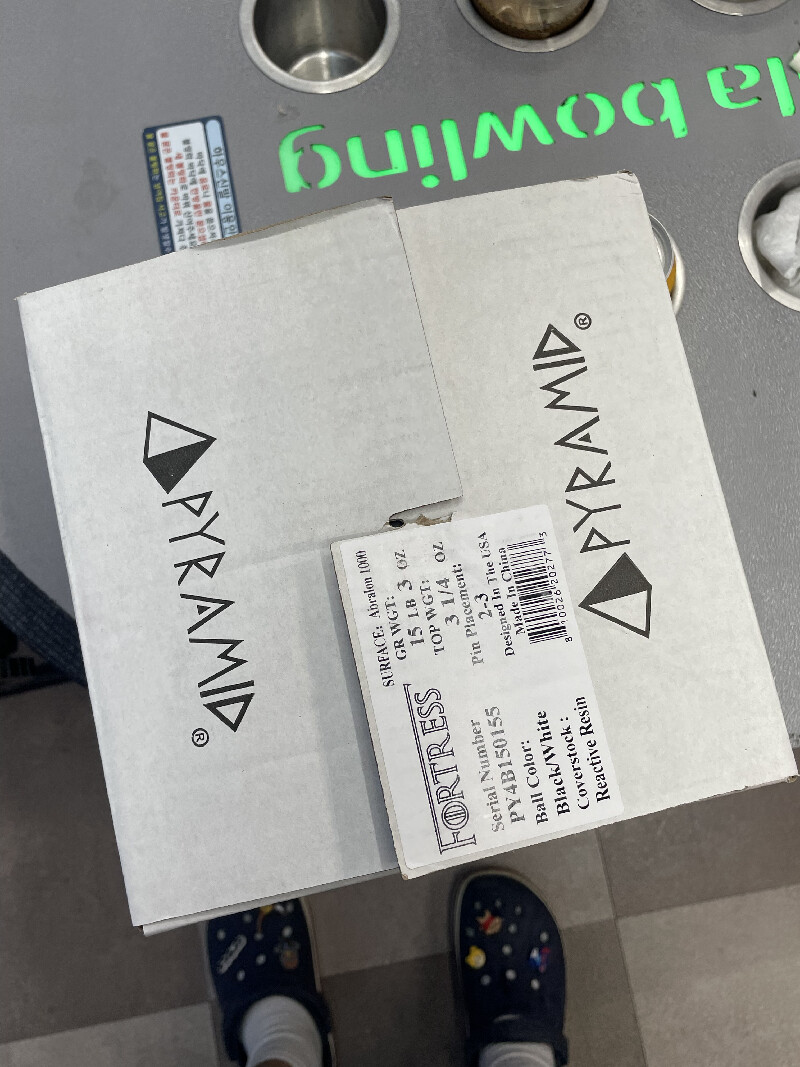 la bowling
PYRAMID®
PYRAMID®
FORTRESS
Serial Number
PY4B150155
Ball Color:
Black/White
Coverstock :
Reactive Resin
SURFACE: Abralon 1000
GR WGT:
15 LB 3 OZ
TOP WGT:
3 1/4 OZ
Pin Placement:
2-3
Designed In The USA
Made In China